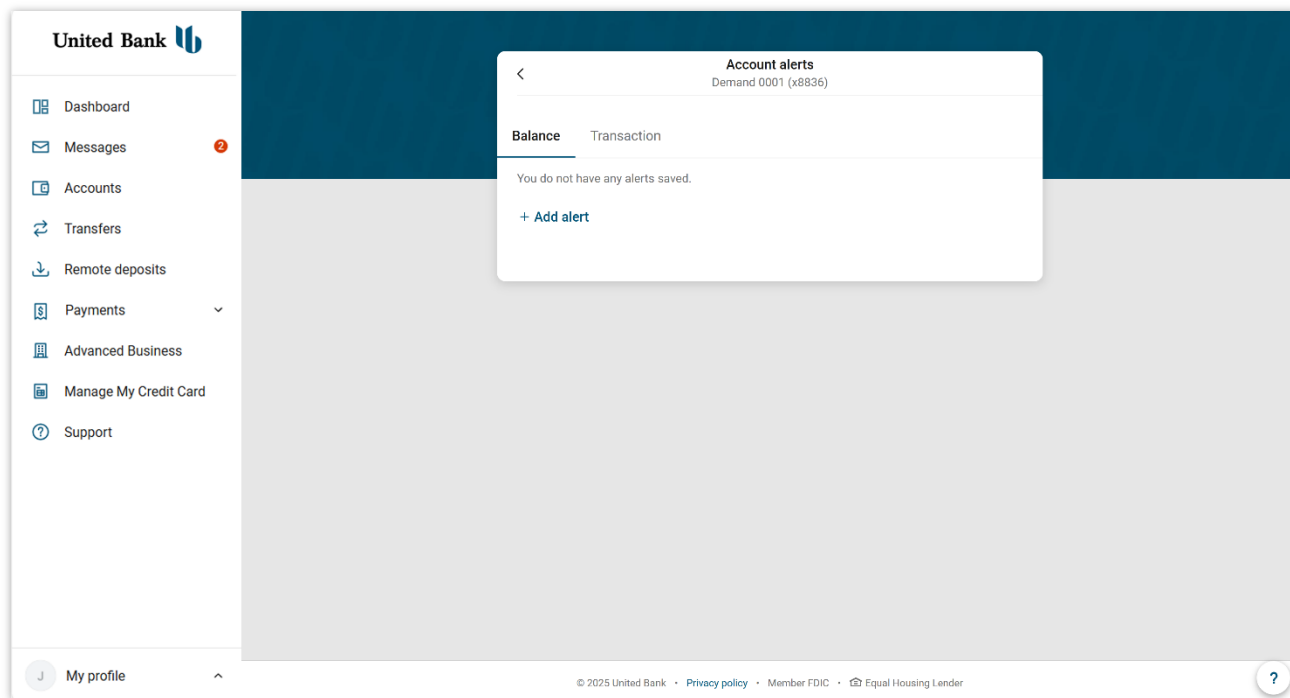 United Bank
Dashboard
Messages
2
Accounts
Transfers
Remote deposits
Payments
Advanced Business
Manage My Credit Card
Support
J
My profile
Account alerts
Demand 0001 (x8836)
Balance
Transaction
You do not have any alerts saved.
+ Add alert
© 2025 United Bank • Privacy policy • Member FDIC • Equal Housing Lender
?